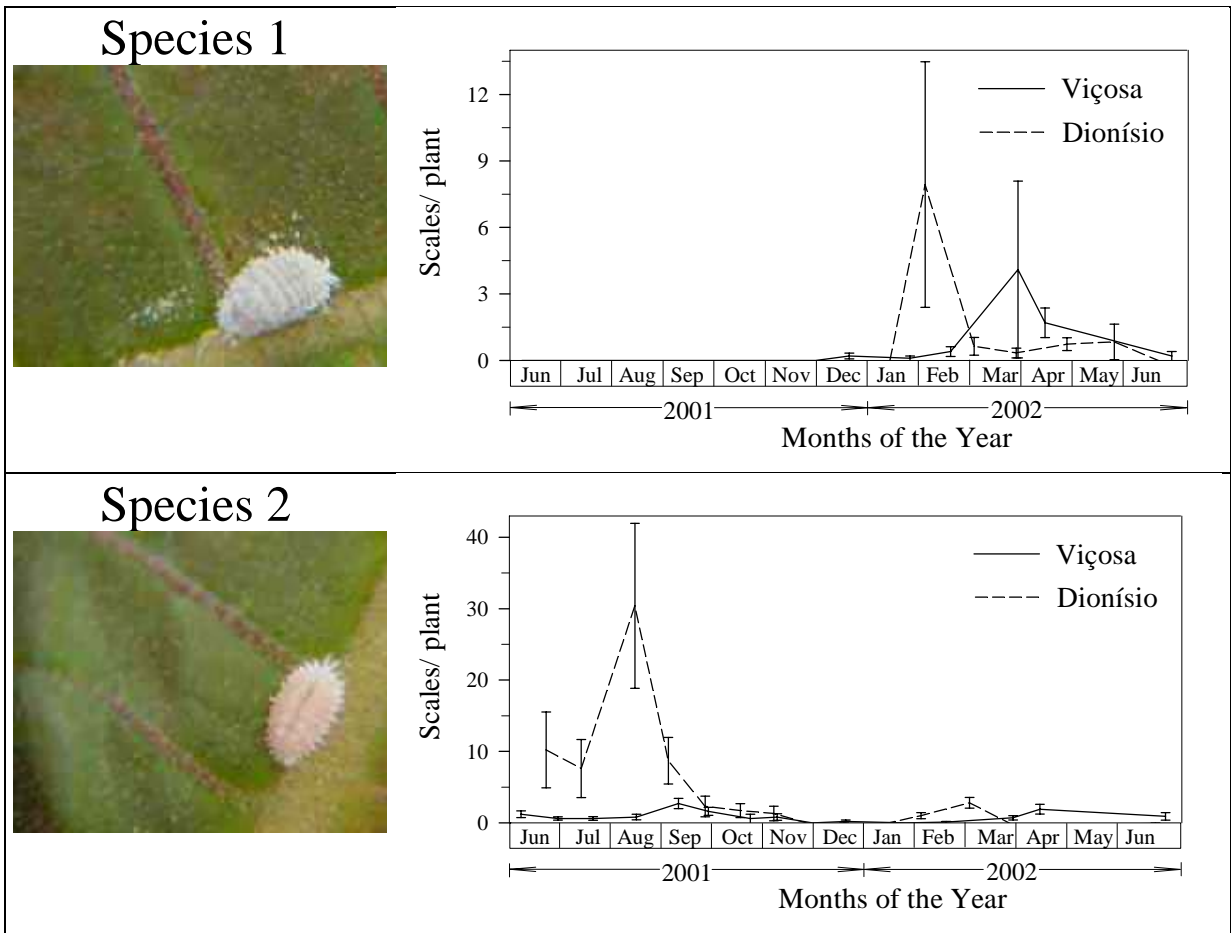 Species 1
Scales/ plant
12
9
6
3
0
Viçosa
Dionísio
Jun Jul Aug Sep Oct Nov Dec Jan Feb Mar Apr May Jun
2001 2002
Months of the Year
Species 2
Scales/ plant
40
30
20
10
0
Viçosa
Dionísio
Jun Jul Aug Sep Oct Nov Dec Jan Feb Mar Apr May Jun
2001 2002
Months of the Year